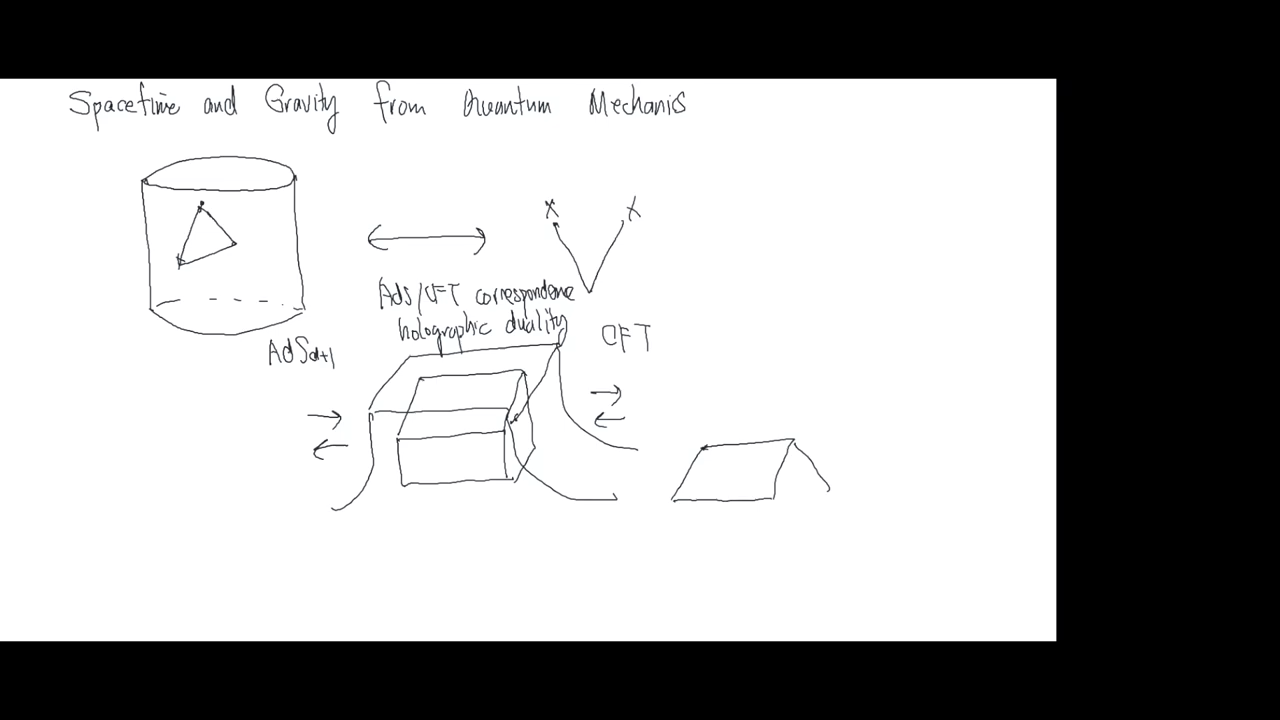 Spacetime and Gravity from Quantum Mechanics
X X
AdS/CFT correspondence
holographic duality
CFT
AdSd+1